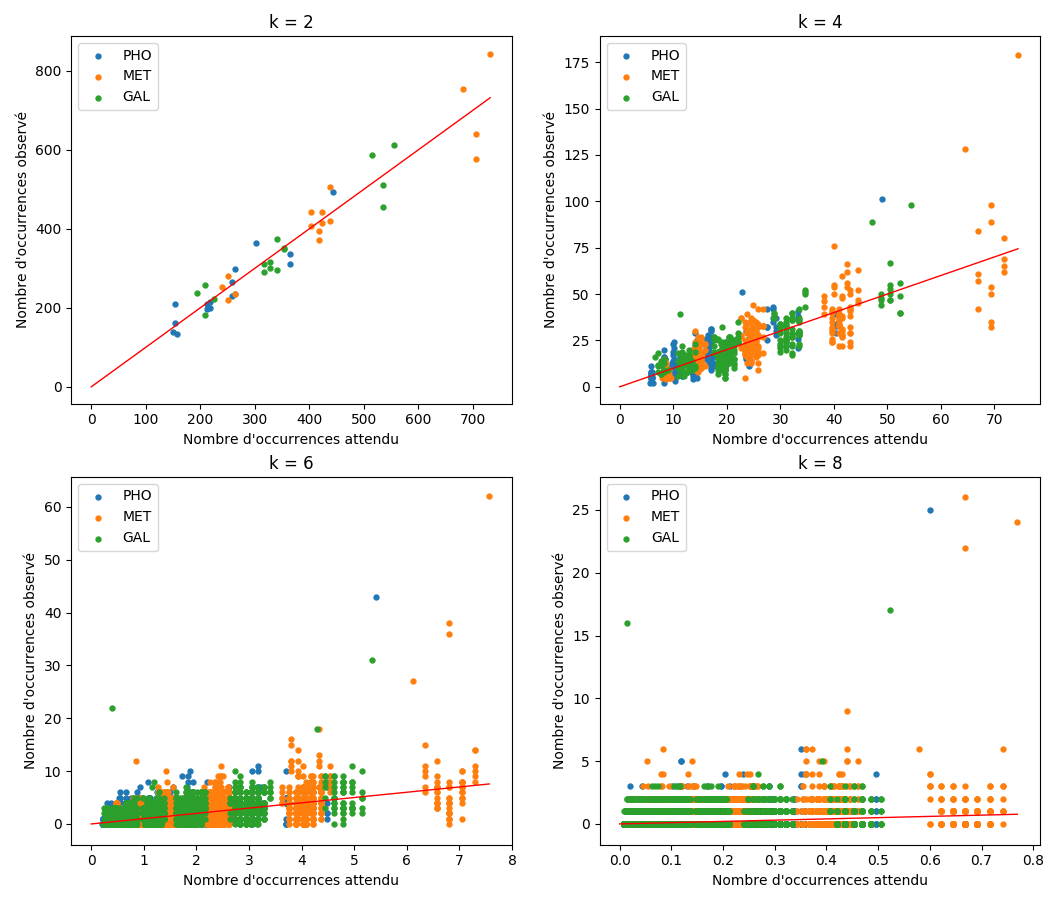 k = 2
PHO
MET
GAL
800
600
400
200
0
Nombre d'occurrences observé
0 100 200 300 400 500 600 700
Nombre d'occurrences attendu
k = 4
PHO
MET
GAL
175
150
125
100
75
50
25
0
Nombre d'occurrences observé
0 10 20 30 40 50 60 70
Nombre d'occurrences attendu
k = 6
PHO
MET
GAL
60
50
40
30
20
10
0
Nombre d'occurrences observé
0 1 2 3 4 5 6 7 8
Nombre d'occurrences attendu
k = 8
PHO
MET
GAL
25
20
15
10
5
0
Nombre d'occurrences observé
0.0 0.1 0.2 0.3 0.4 0.5 0.6 0.7 0.8
Nombre d'occurrences attendu